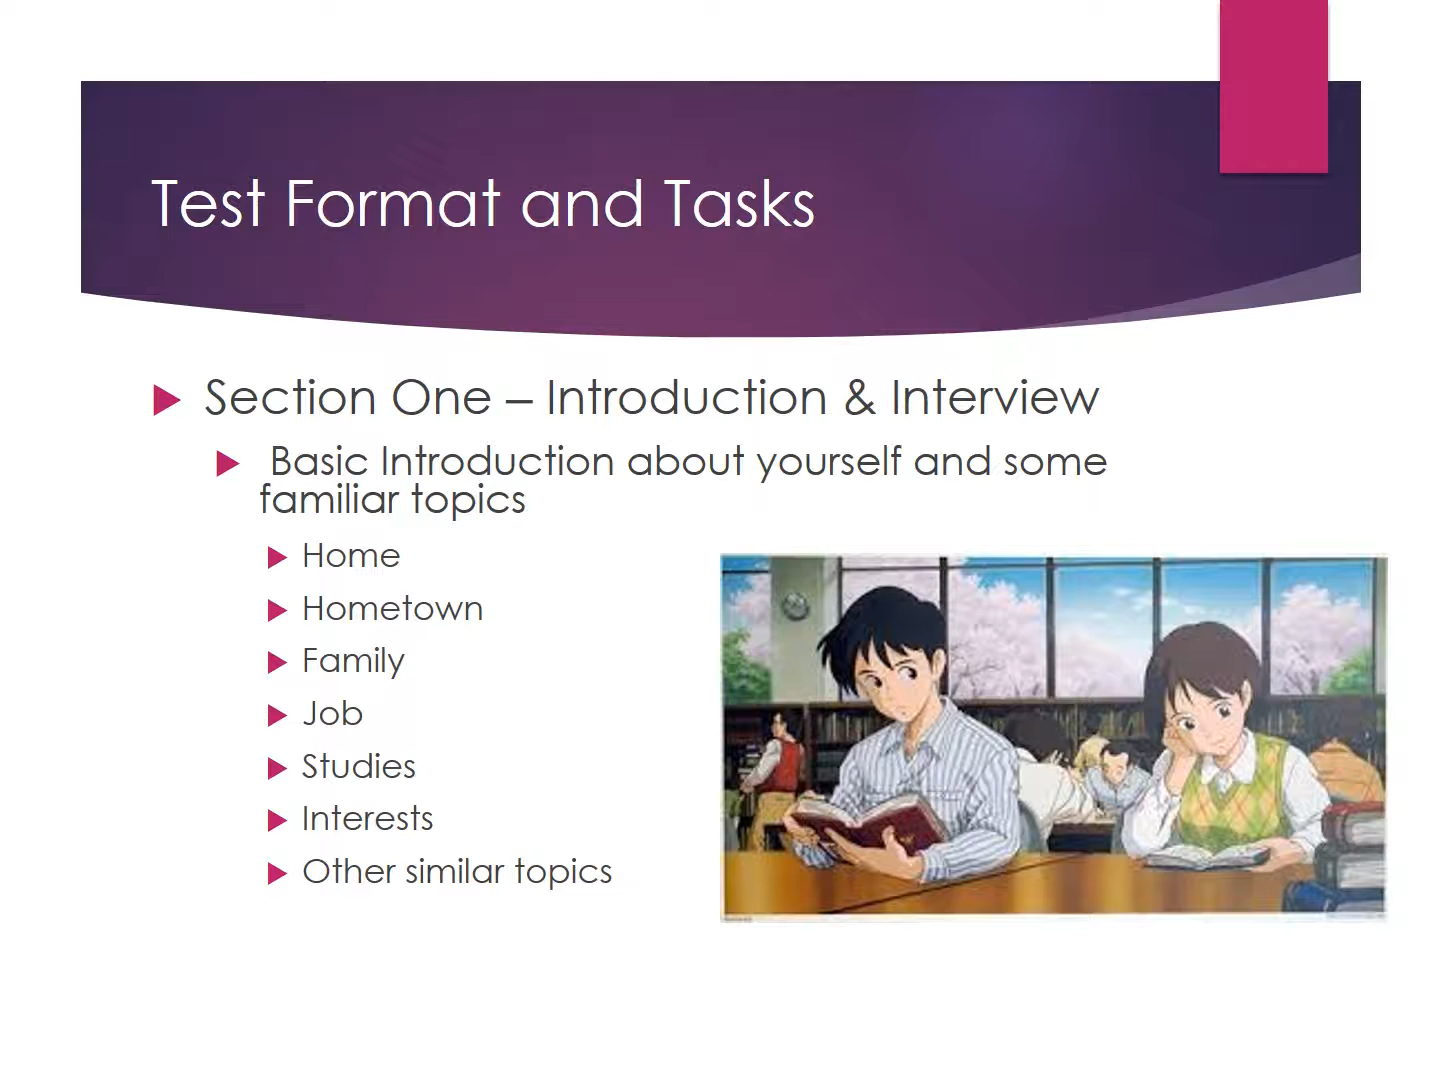 Test Format and Tasks
Section One – Introduction & Interview
Basic Introduction about yourself and some
familiar topics
Home
Hometown
Family
Job
Studies
Interests
Other similar topics